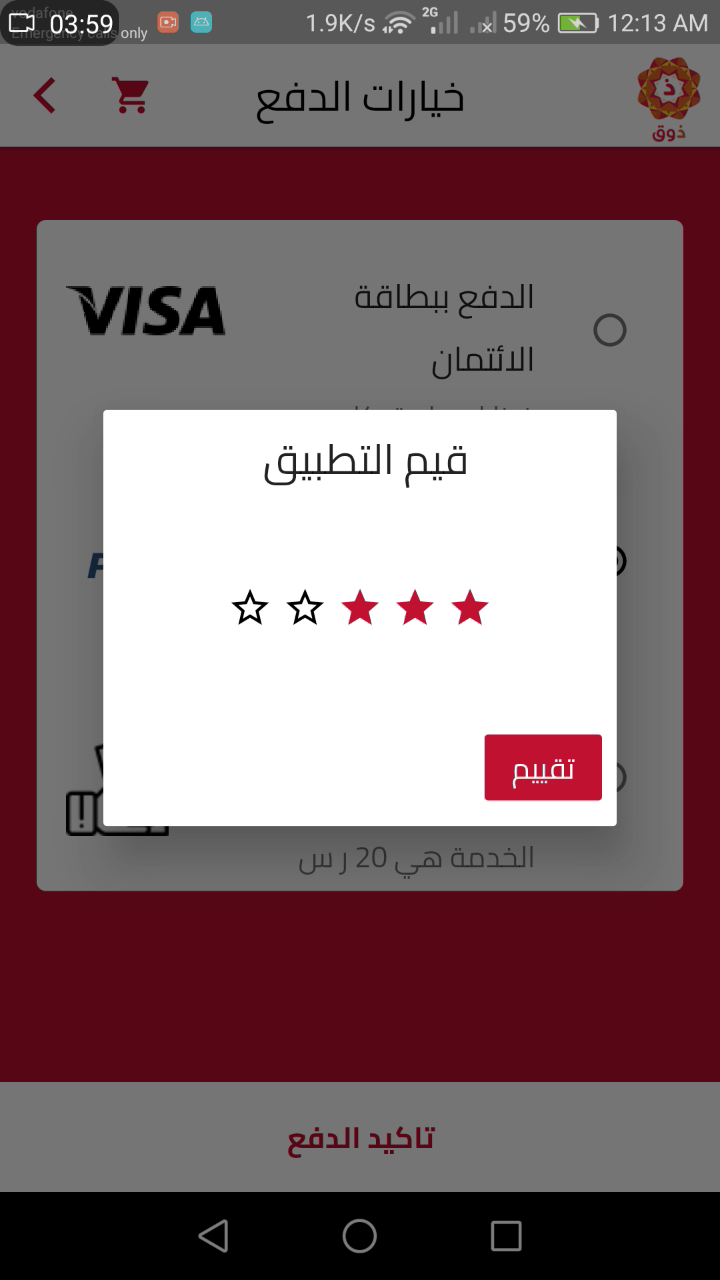 vodafone
Emergency calls only
03:59
1.9K/s
2G
59%
12:13 AM
خيارات الدفع
ذ
ذوق
VISA
الدفع ببطاقة
الائتمان
قيم التطبيق
تقييم
الخدمة هي 20 ر س
تاكيد الدفع